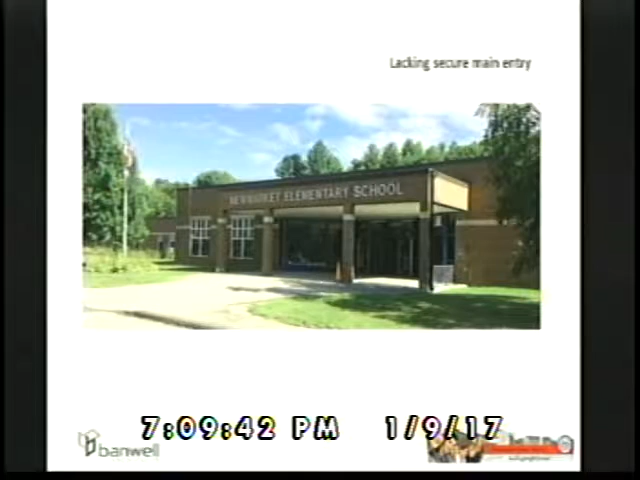 Lacking secure main entry
NEWMARKET ELEMENTARY SCHOOL
7:09:42 PM 1/9/17
banwell